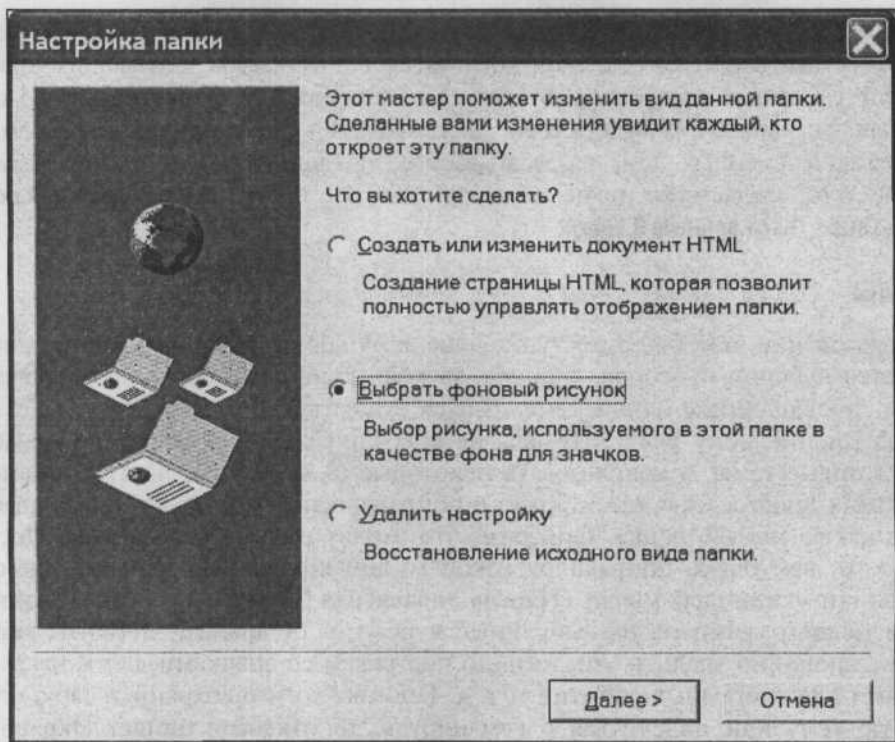 Настройка папки
Этот мастер поможет изменить вид данной папки.
Сделанные вами изменения увидит каждый, кто
откроет эту папку.
Что вы хотите сделать?
Создать или изменить документ HTML
Создание страницы HTML, которая позволит
полностью управлять отображением папки.
Выбрать фоновый рисунок
Выбор рисунка, используемого в этой папке в
качестве фона для значков.
Удалить настройку
Восстановление исходного вида папки.
Далее >
Отмена